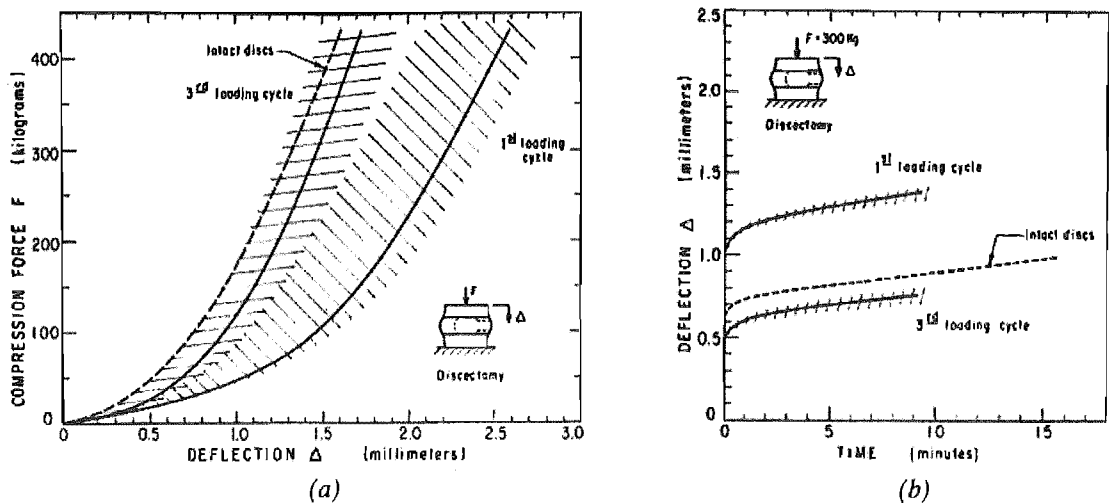 COMPRESSION FORCE F (kilograms)
400
300
200
100
0
Intact discs
3rd loading cycle
1st loading
cycle
F
Δ
Discectomy
0 0.5 1.0 1.5 2.0 2.5 3.0
DEFLECTION Δ (millimeters)
(a)
DEFLECTION Δ (millimeters)
2.5
2.0
1.5
1.0
0.5
0
F = 300 Kg
Δ
Discectomy
1st loading cycle
Intact discs
3rd loading cycle
0 5 10 15
TIME (minutes)
(b)